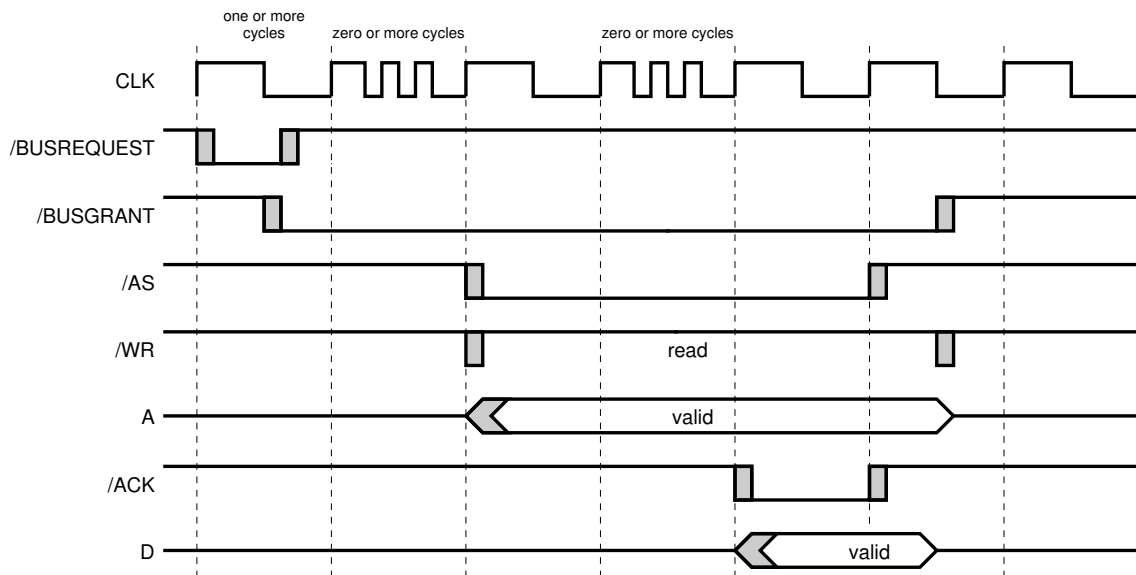 one or more
cycles
zero or more cycles
zero or more cycles
CLK
/BUSREQUEST
/BUSGRANT
/AS
/WR
read
A
valid
/ACK
D
valid